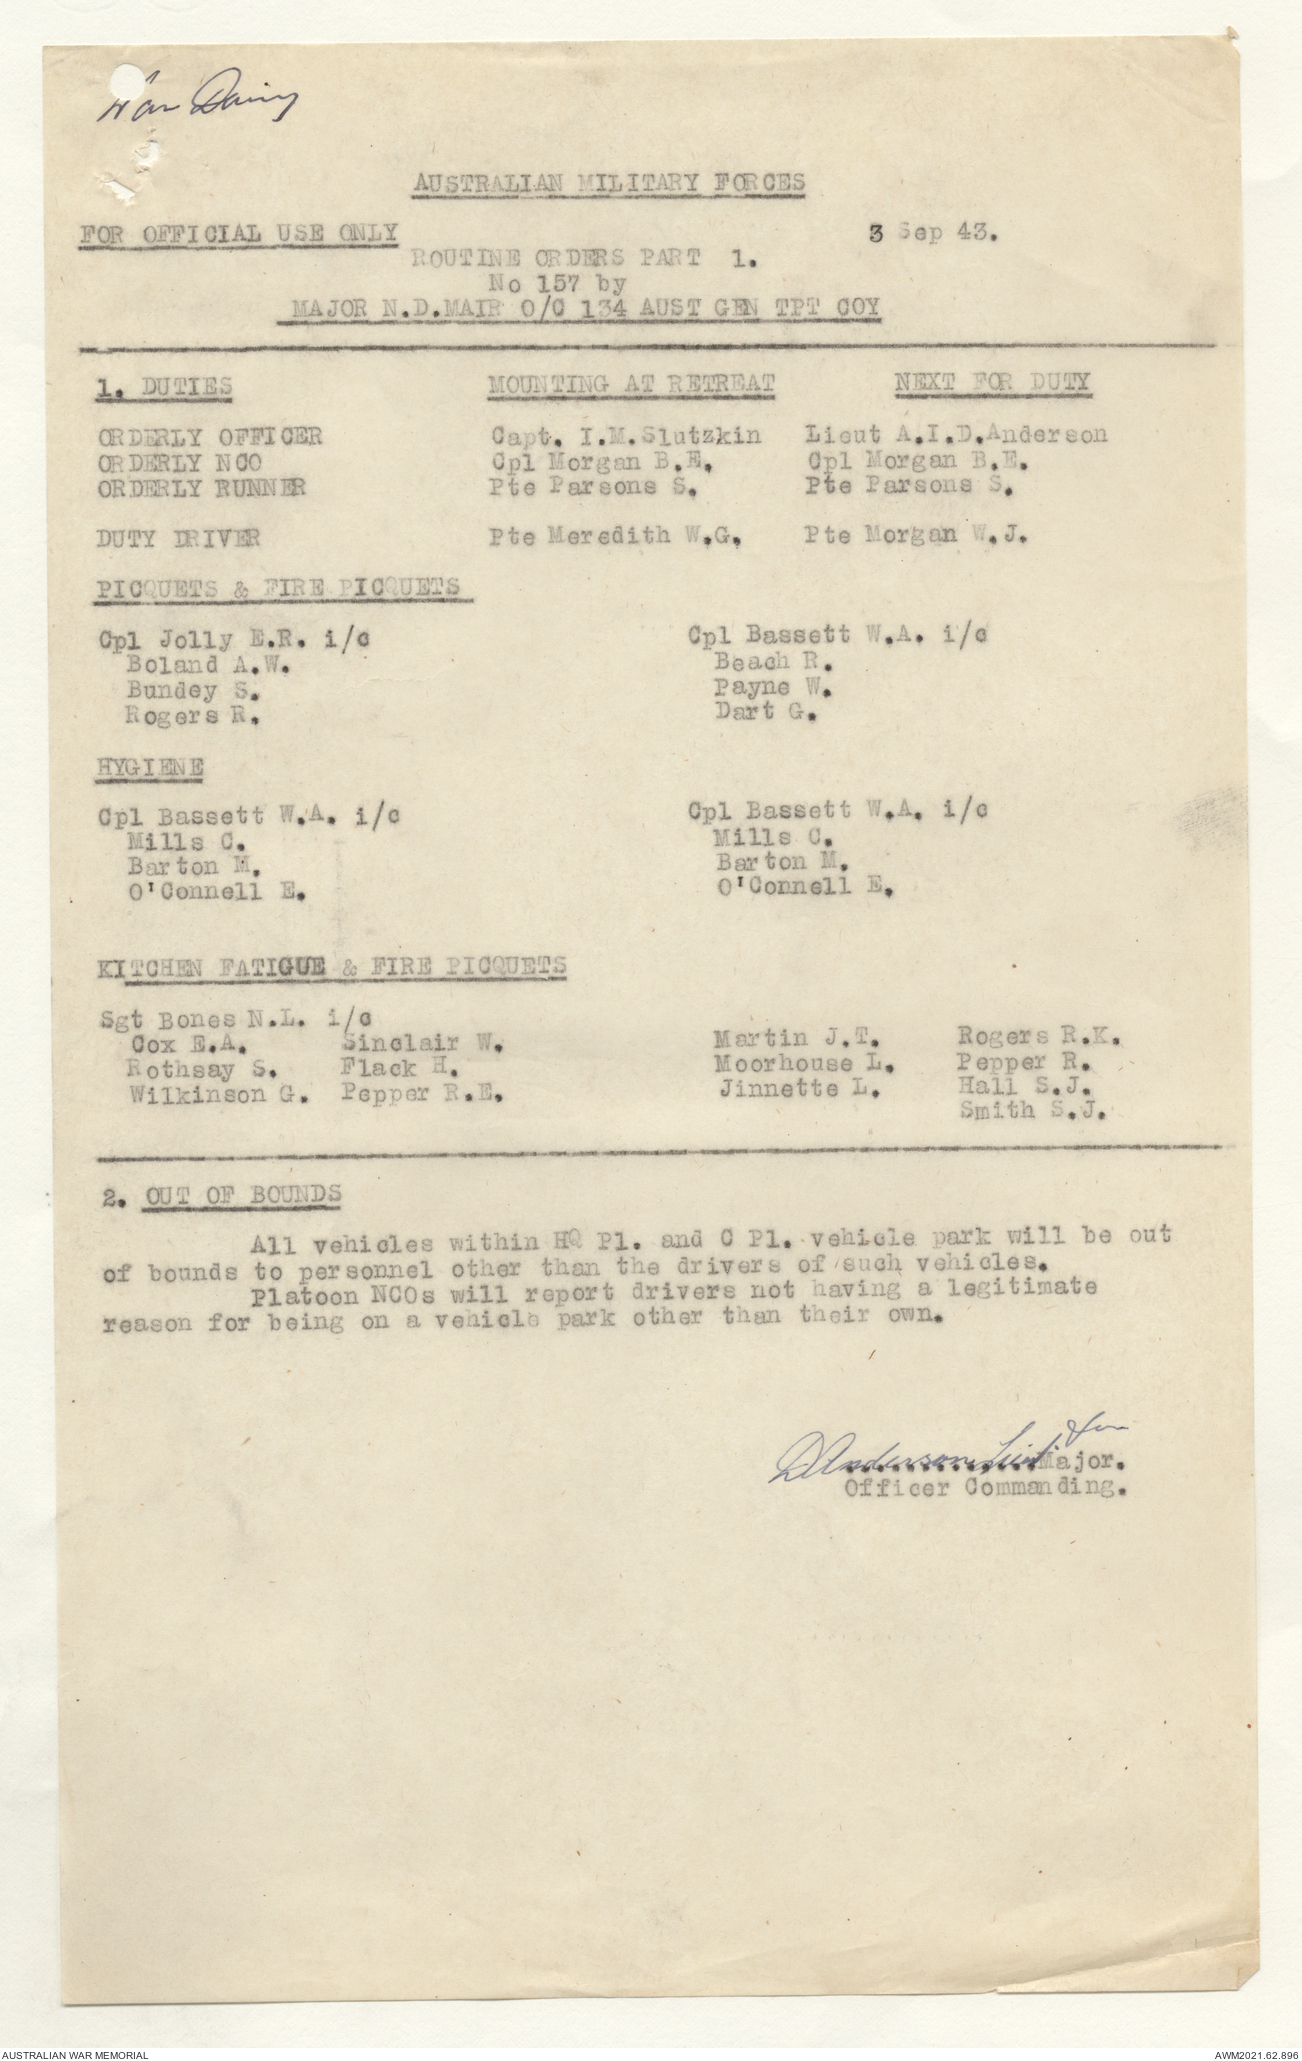 War Dairy
AUSTRALIAN MILITARY FORCES
FOR OFFICIAL USE ONLY 3 Sep 43.
ROUTINE ORDERS PART 1.
No 157 by
MAJOR N.D.MAIR O/C 134 AUST GEN TPT COY
1. DUTIES MOUNTING AT RETREAT NEXT FOR DUTY
ORDERLY OFFICER Capt. I.M.Slutzkin Lieut A.I.D.Anderson
ORDERLY NCO Cpl Morgan B.E. Cpl Morgan B.E.
ORDERLY RUNNER Pte Parsons S. Pte Parsons S.
DUTY DRIVER Pte Meredith W.G. Pte Morgan W.J.
PICQUETS & FIRE PICQUETS
Cpl Jolly E.R. i/c Cpl Bassett W.A. i/c
Boland A.W. Beach R.
Bundey S. Payne W.
Rogers R. Dart G.
HYGIENE
Cpl Bassett W.A. i/c Cpl Bassett W.A. i/c
Mills C. Mills C.
Barton M. Barton M.
O'Connell E. O'Connell E.
KITCHEN FATIGUE & FIRE PICQUETS
Sgt Bones N.L. i/c
Cox E.A. Sinclair W. Martin J.T. Rogers R.K.
Rothsay S. Flack H. Moorhouse L. Pepper R.
Wilkinson G. Pepper R.E. Jinnette L. Hall S.J.
Smith S.J.
2. OUT OF BOUNDS
All vehicles within HQ Pl. and C Pl. vehicle park will be out
of bounds to personnel other than the drivers of such vehicles.
Platoon NCOs will report drivers not having a legitimate
reason for being on a vehicle park other than their own.
for
DAnderson Lieut Major.
Officer Commanding.
AUSTRALIAN WAR MEMORIAL AWM2021.62.896